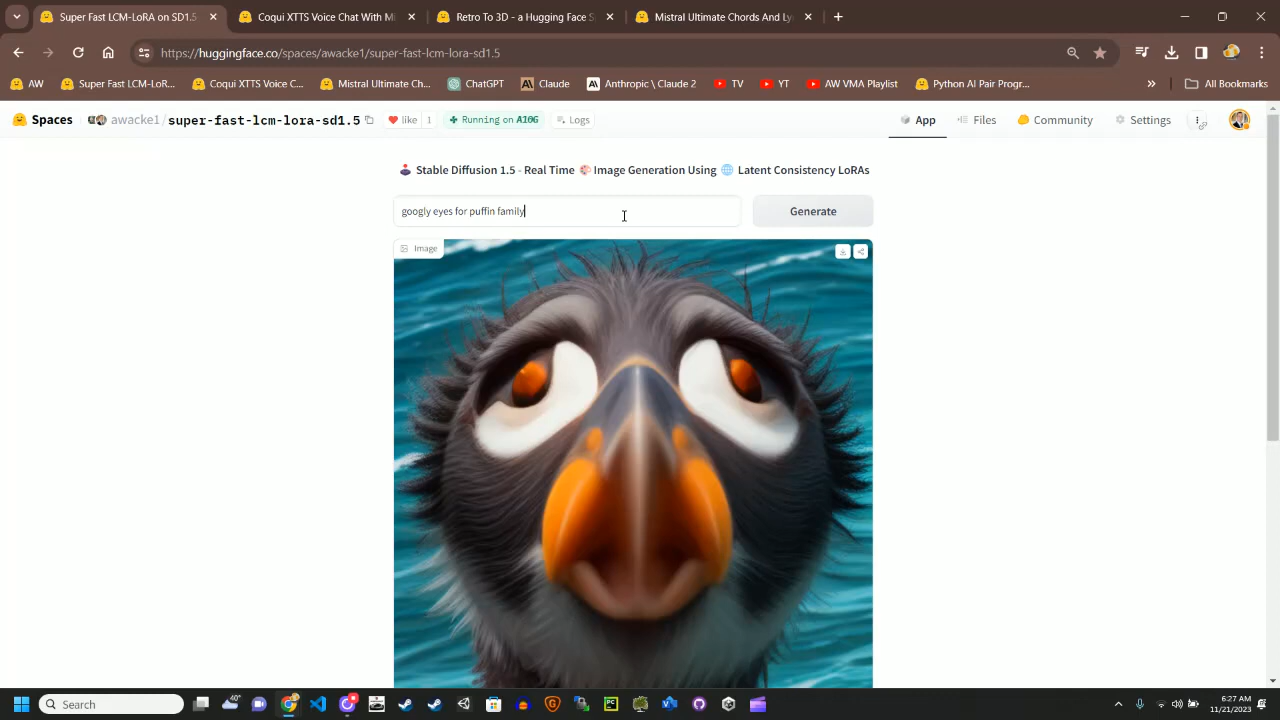 Super Fast LCM-LoRA on SD1.5
Coqui XTTS Voice Chat With Mi
Retro To 3D - a Hugging Face S
Mistral Ultimate Chords And Ly
https://huggingface.co/spaces/awacke1/super-fast-lcm-lora-sd1.5
AW
Super Fast LCM-LoR...
Coqui XTTS Voice C...
Mistral Ultimate Ch...
ChatGPT
Claude
Anthropic \ Claude 2
TV
YT
AW VMA Playlist
Python AI Pair Progr...
All Bookmarks
Spaces
awacke1/super-fast-lcm-lora-sd1.5
like
1
Running on A10G
Logs
App
Files
Community
Settings
Stable Diffusion 1.5 - Real Time Image Generation Using Latent Consistency LoRAs
googly eyes for puffin family
Generate
Image
Search
40°
6:27 AM
11/21/2023